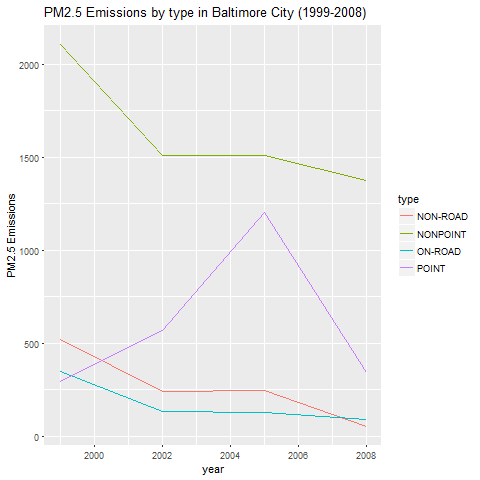 PM2.5 Emissions by type in Baltimore City (1999-2008)
2000
1500
1000
500
0
PM2.5 Emissions
2000
2002
2004
2006
2008
year
type
NON-ROAD
NONPOINT
ON-ROAD
POINT